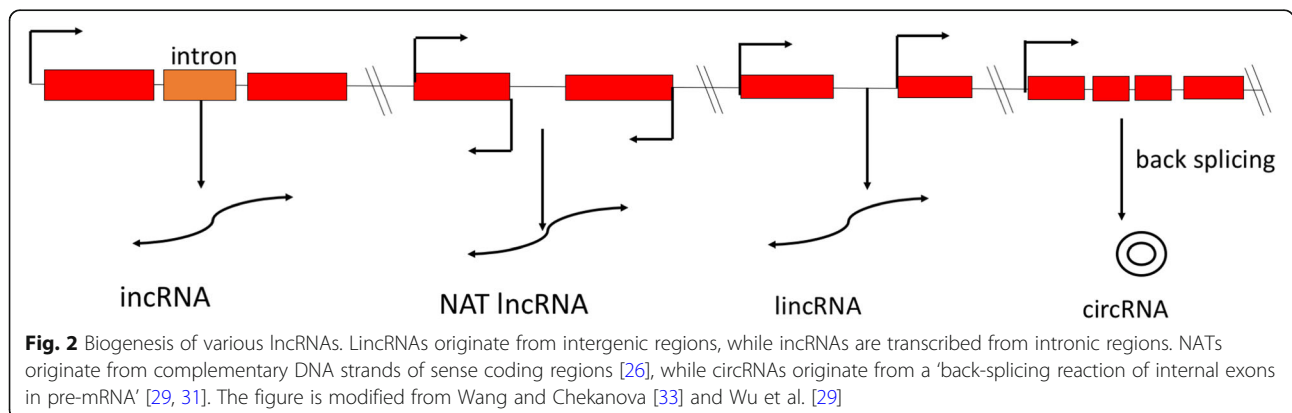 intron
back splicing
incRNA
NAT lncRNA
lincRNA
circRNA
Fig. 2 Biogenesis of various lncRNAs. LincRNAs originate from intergenic regions, while incRNAs are transcribed from intronic regions. NATs
originate from complementary DNA strands of sense coding regions [26], while circRNAs originate from a ‘back-splicing reaction of internal exons
in pre-mRNA’ [29, 31]. The figure is modified from Wang and Chekanova [33] and Wu et al. [29]